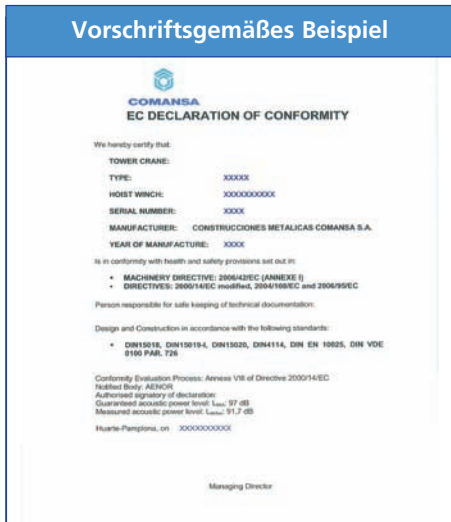 Vorschriftsgemäßes Beispiel
COMANSA
EC DECLARATION OF CONFORMITY
We hereby certify that:
TOWER CRANE:
TYPE: XXXXX
HOIST WINCH: XXXXXXXXXX
SERIAL NUMBER: XXXX
MANUFACTURER: CONSTRUCCIONES METALICAS COMANSA S.A.
YEAR OF MANUFACTURE: XXXX
Is in conformity with health and safety provisions set out in:
• MACHINERY DIRECTIVE: 2006/42/EC (ANNEXE I)
• DIRECTIVES: 2000/14/EC modified, 2004/108/EC and 2006/95/EC
Person responsible for safe keeping of technical documentation:
Design and Construction in accordance with the following standards:
• DIN15018, DIN15019-I, DIN15020, DIN4114, DIN EN 10025, DIN VDE
0100 PAR. 726
Conformity Evaluation Process: Annexe VIII of Directive 2000/14/EC
Notified Body: AENOR
Authorised signatory of declaration:
Guaranteed acoustic power level: 97 dB
Measured acoustic power level: 91,7 dB
Huarte-Pamplona, on XXXXXXXXXX
Managing Director